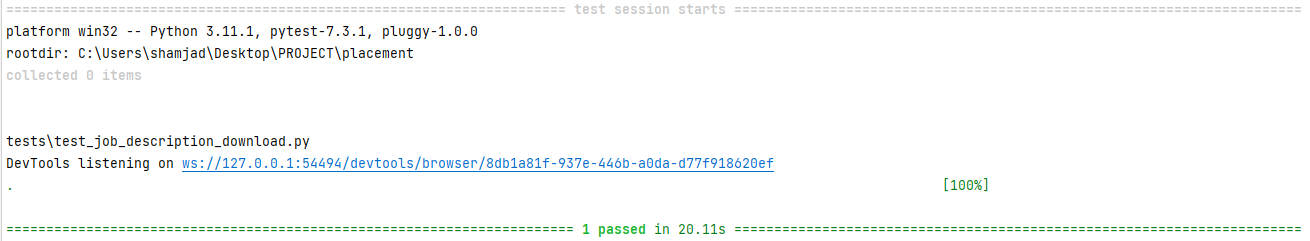 ======================================================================= test session starts ========================================================================
platform win32 -- Python 3.11.1, pytest-7.3.1, pluggy-1.0.0
rootdir: C:\Users\shamjad\Desktop\PROJECT\placement
collected 0 items
tests\test_job_description_download.py
DevTools listening on ws://127.0.0.1:54494/devtools/browser/8db1a81f-937e-446b-a0da-d77f918620ef
. [100%]
======================================================================== 1 passed in 20.11s ========================================================================